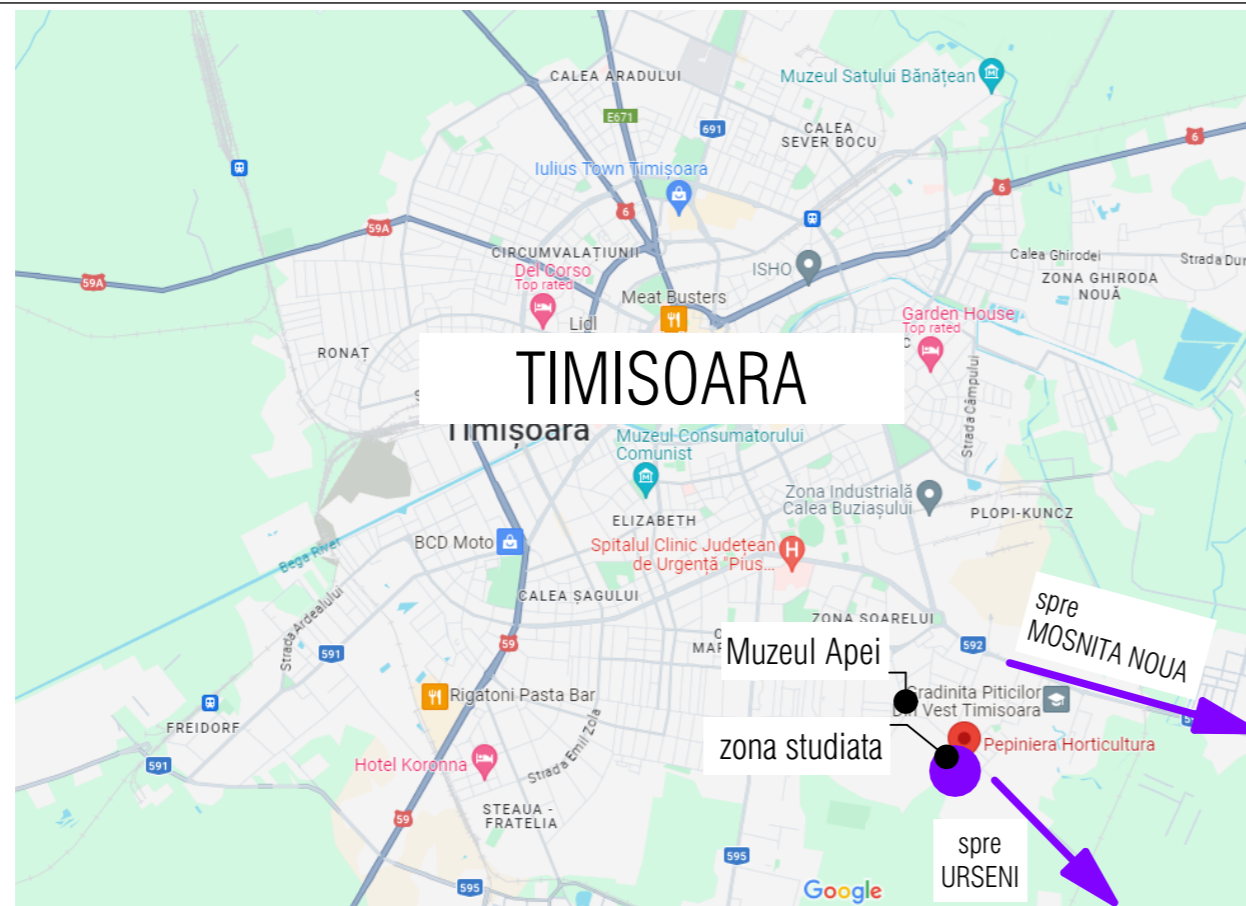 CALEA ARADULUI
Muzeul Satului Bănățean
E671
691
CALEA
SEVER BOCU
6
Iulius Town Timișoara
6
6
59A
CIRCUMVALAȚIUNII
Calea Ghirodei
Strada Dun
59A
Del Corso
Top rated
ISHO
ZONA GHIRODA
NOUĂ
Meat Busters
Lidl
Garden House
Top rated
RONAȚ
TIMISOARA
Timișoara
Strada Câmpului
Muzeul Consumatorului
Comunist
Zona Industrială
Calea Buziașului
PLOPI-KUNCZ
ELIZABETH
BCD Moto
Spitalul Clinic Județean
de Urgență "Pius...
H
Bega River
CALEA ȘAGULUI
Strada Ardealului
ZONA SOARELUI
spre
MOSNITA NOUA
591
59
592
MAR
Muzeul Apei
Rigatoni Pasta Bar
Gradinita Piticilor
Din Vest Timisoara
FREIDORF
zona studiata
Pepiniera Horticultura
591
Hotel Koronna
Strada Emil Zola
STEAUA -
FRATELIA
59
spre
URSENI
595
595
Google